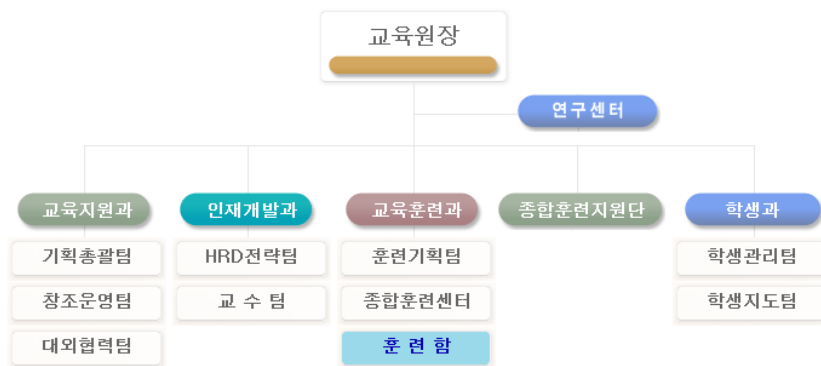 교육원장
연구센터
교육지원과 인재개발과 교육훈련과 종합훈련지원단 학생과
기획총괄팀 HRD전략팀 훈련기획팀 학생관리팀
창조운영팀 교 수 팀 종합훈련센터 학생지도팀
대외협력팀 훈 련 함